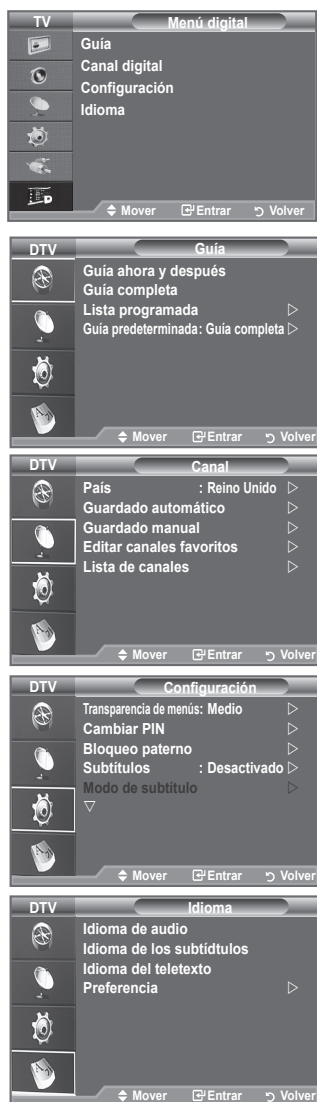 TV Menú digital
Guía
Canal digital
Configuración
Idioma
Mover Entrar Volver
DTV Guía
Guía ahora y después
Guía completa
Lista programada
Guía predeterminada: Guía completa
Mover Entrar Volver
DTV Canal
País : Reino Unido
Guardado automático
Guardado manual
Editar canales favoritos
Lista de canales
Mover Entrar Volver
DTV Configuración
Transparencia de menús: Medio
Cambiar PIN
Bloqueo paterno
Subtítulos : Desactivado
Modo de subtítulo
Mover Entrar Volver
DTV Idioma
Idioma de audio
Idioma de los subtídtulos
Idioma del teletexto
Preferencia
Mover Entrar Volver